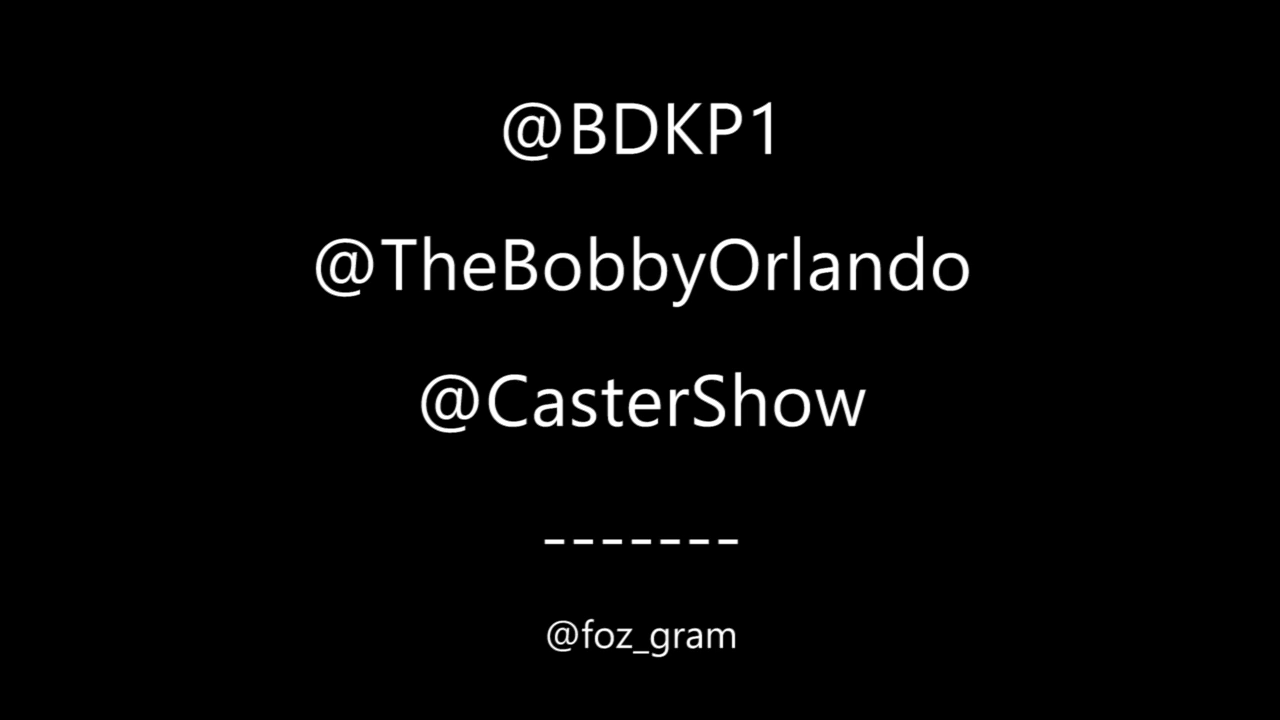 @BDKP1
@TheBobbyOrlando
@CasterShow
-------
@foz_gram